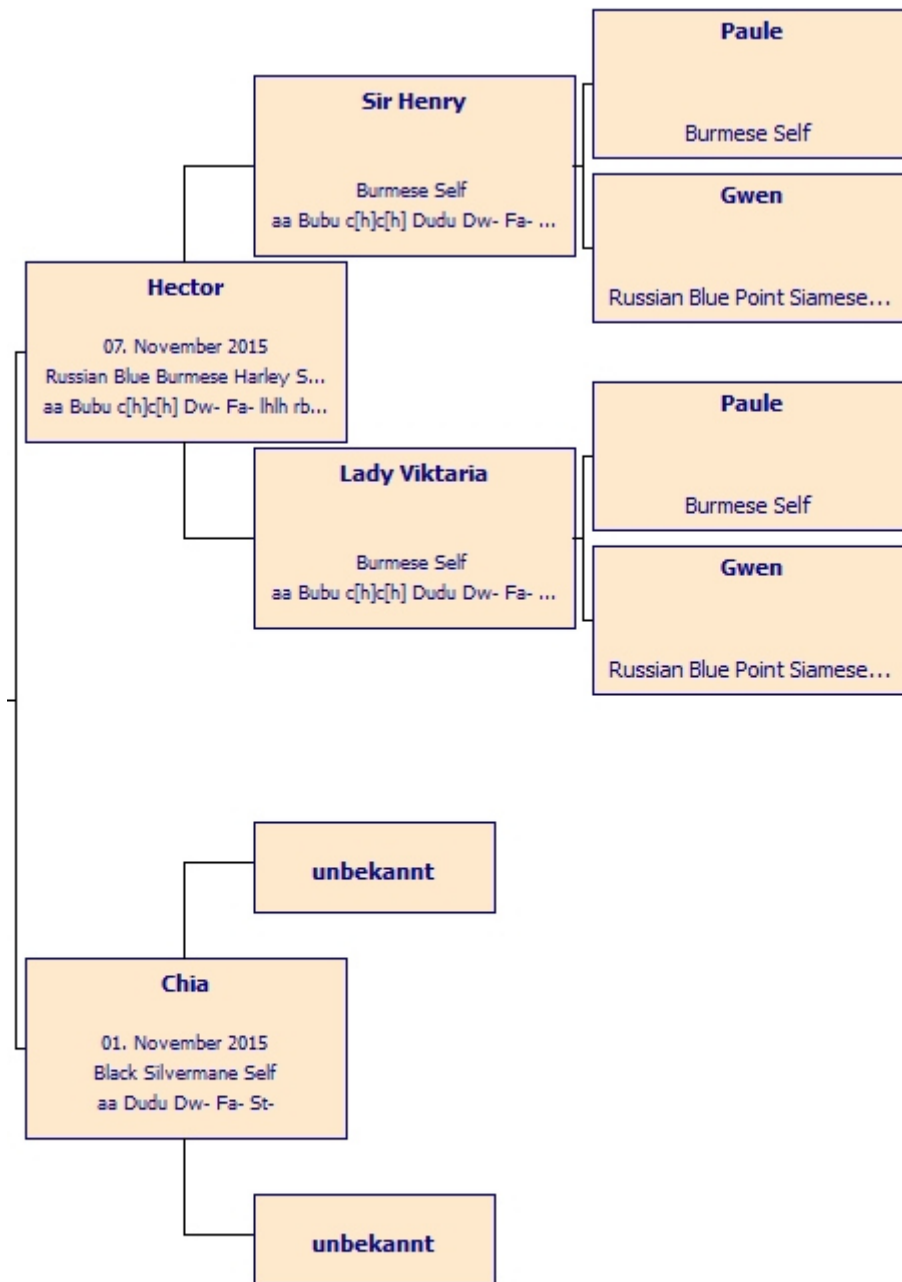 Paule
Burmese Self
Sir Henry
Burmese Self
aa Bubu c[h]c[h] Dudu Dw- Fa- ...
Gwen
Russian Blue Point Siamese...
Hector
07. November 2015
Russian Blue Burmese Harley S...
aa Bubu c[h]c[h] Dw- Fa- lhlh rb...
Paule
Burmese Self
Lady Viktaria
Burmese Self
aa Bubu c[h]c[h] Dudu Dw- Fa- ...
Gwen
Russian Blue Point Siamese...
unbekannt
Chia
01. November 2015
Black Silvermane Self
aa Dudu Dw- Fa- St-
unbekannt